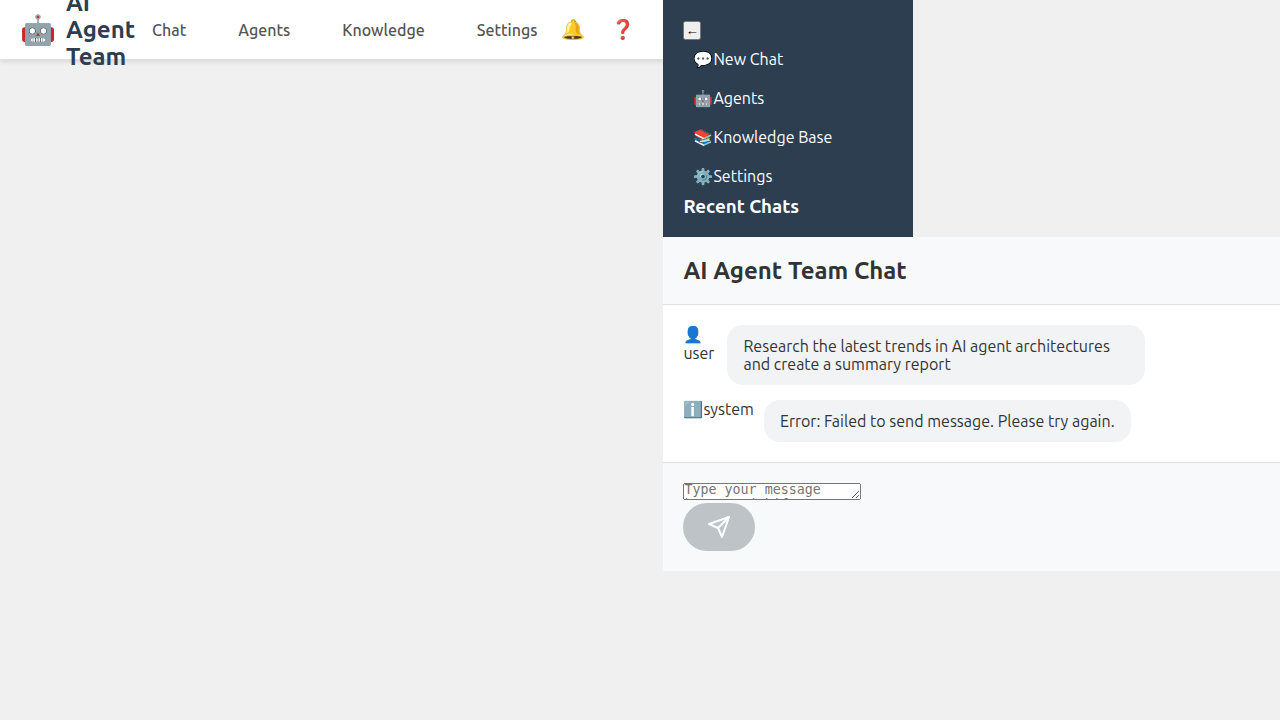 AI
Agent
Team
Chat
Agents
Knowledge
Settings
←
New Chat
Agents
Knowledge Base
Settings
Recent Chats
AI Agent Team Chat
user
Research the latest trends in AI agent architectures
and create a summary report
system
Error: Failed to send message. Please try again.
Type your message